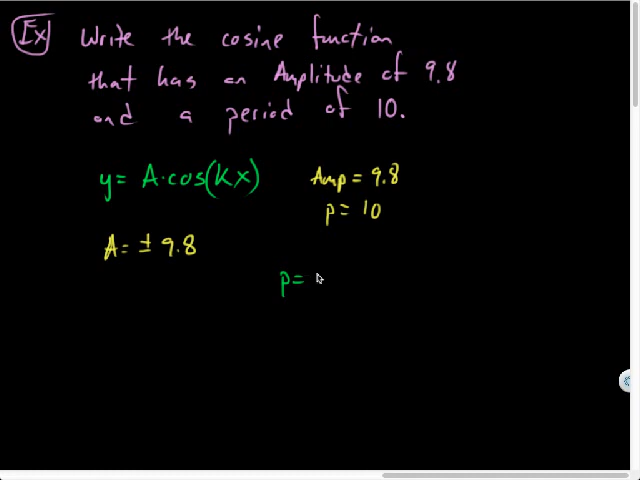 Ex Write the cosine function
that has an Amplitude of 9.8
and a period of 10.
y= A·cos(Kx)
Amp = 9.8
p= 10
A= ± 9.8
p=